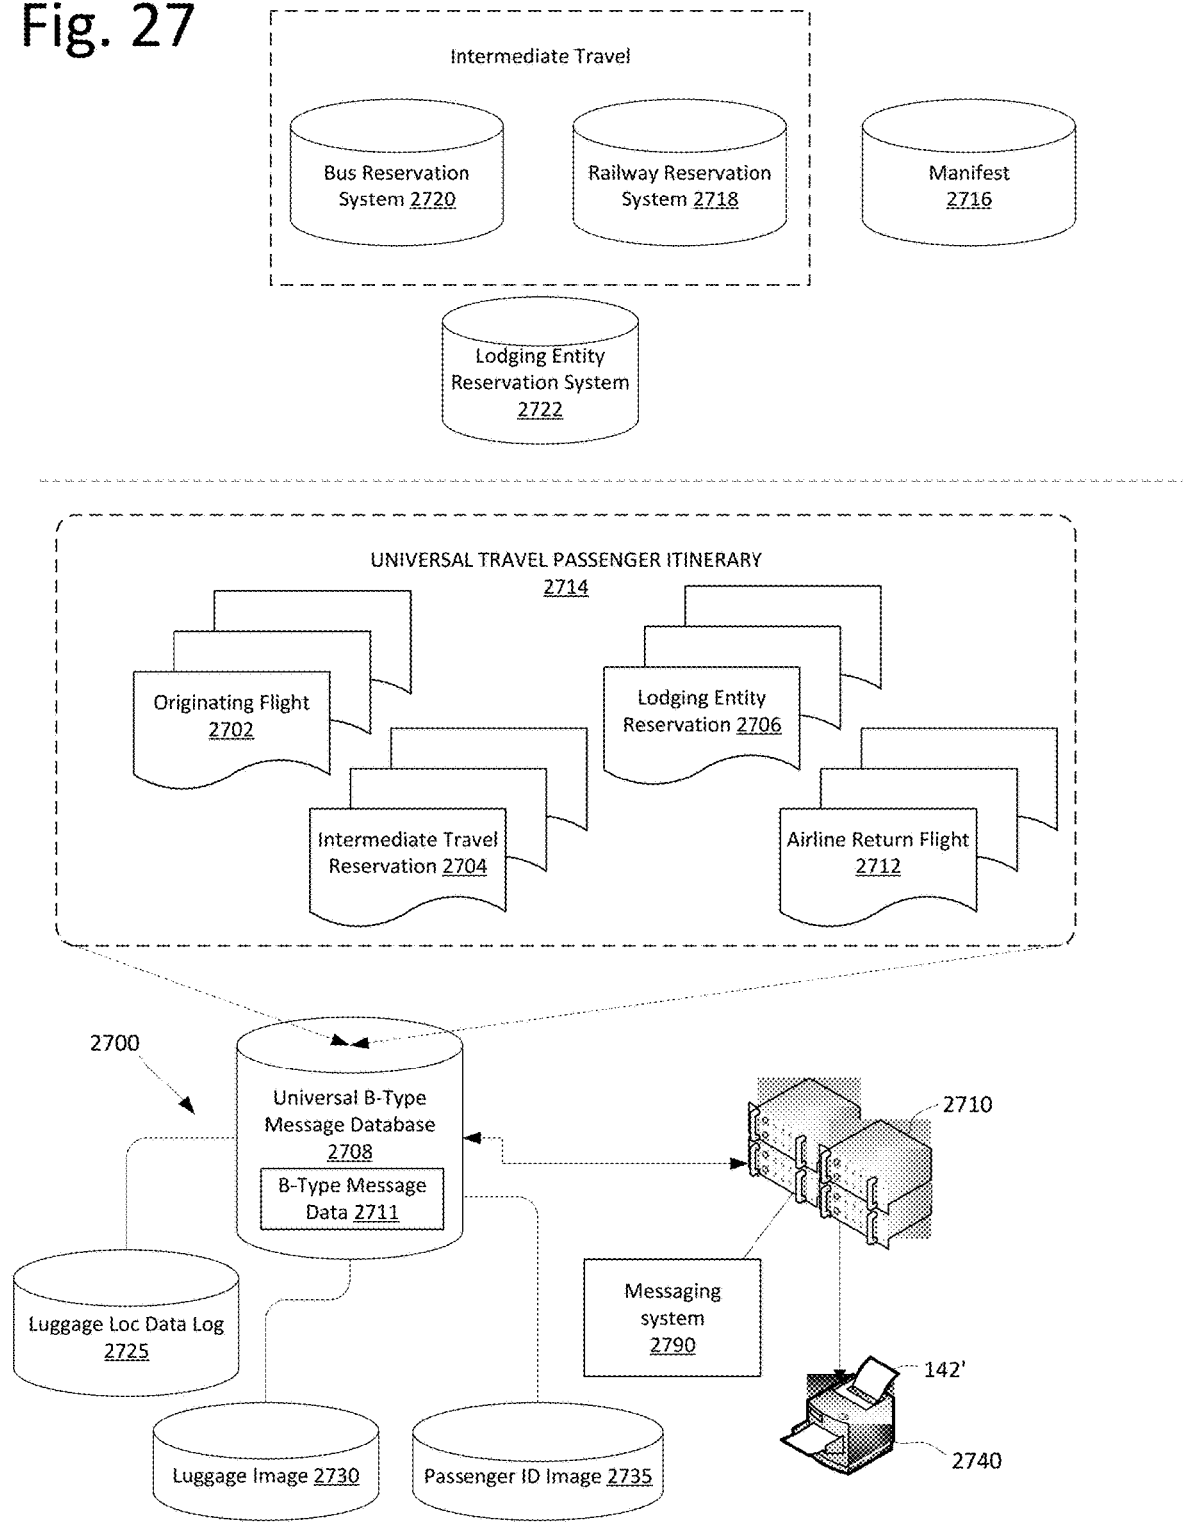 Fig. 27
Intermediate Travel
Bus Reservation
System 2720
Railway Reservation
System 2718
Manifest
2716
Lodging Entity
Reservation System
2722
UNIVERSAL TRAVEL PASSENGER ITINERARY
2714
Originating Flight
2702
Lodging Entity
Reservation 2706
Intermediate Travel
Reservation 2704
Airline Return Flight
2712
2700
Universal B-Type
Message Database
2708
B-Type Message
Data 2711
2710
Luggage Loc Data Log
2725
Messaging
system
2790
142'
2740
Luggage Image 2730
Passenger ID Image 2735